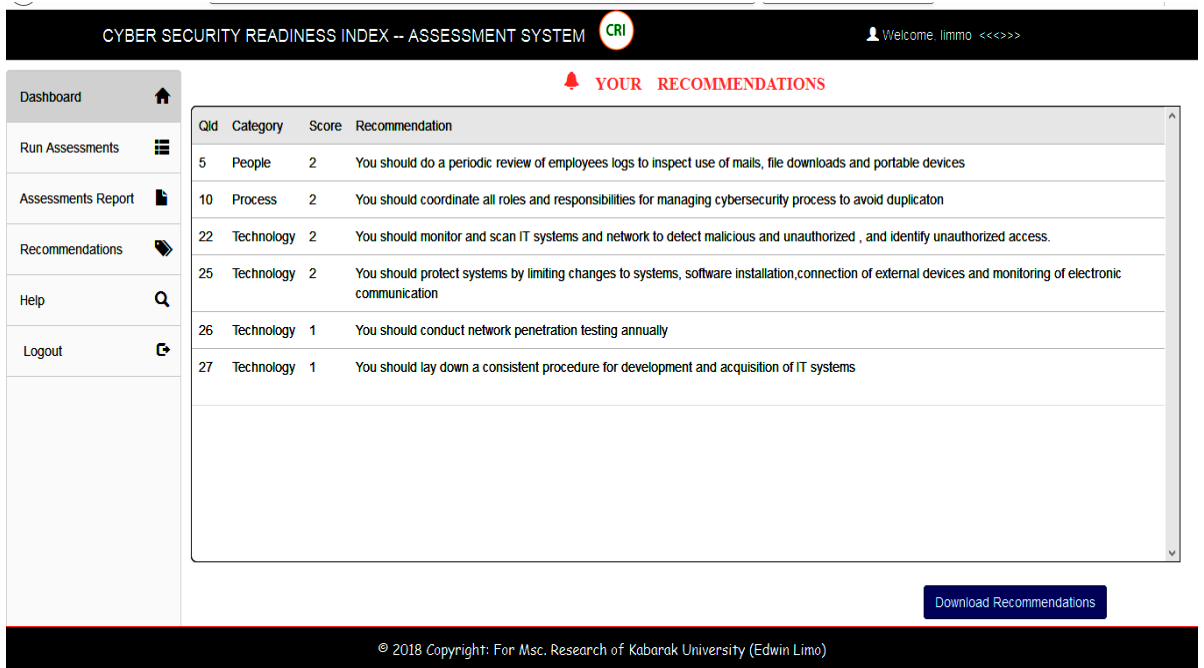 CYBER SECURITY READINESS INDEX -- ASSESSMENT SYSTEM CRI Welcome, limmo <<<>>>
Dashboard
Run Assessments
Assessments Report
Recommendations
Help
Logout
YOUR RECOMMENDATIONS
QId Category Score Recommendation
5 People 2 You should do a periodic review of employees logs to inspect use of mails, file downloads and portable devices
10 Process 2 You should coordinate all roles and responsibilities for managing cybersecurity process to avoid duplicaton
22 Technology 2 You should monitor and scan IT systems and network to detect malicious and unauthorized , and identify unauthorized access.
25 Technology 2 You should protect systems by limiting changes to systems, software installation,connection of external devices and monitoring of electronic
communication
26 Technology 1 You should conduct network penetration testing annually
27 Technology 1 You should lay down a consistent procedure for development and acquisition of IT systems
Download Recommendations
© 2018 Copyright: For Msc. Research of Kabarak University (Edwin Limo)